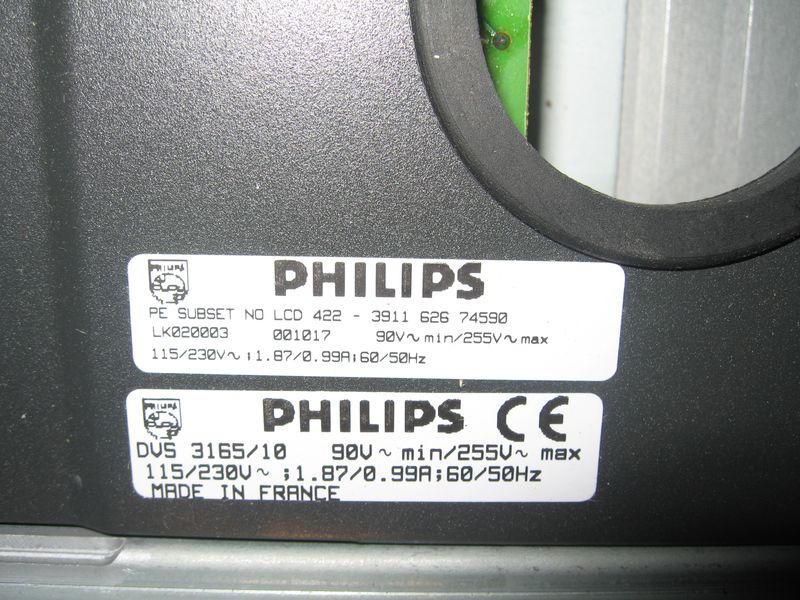 PHILIPS
PHILIPS
PE SUBSET NO LCD 422 - 3911 626 74590
LK020003 001017 90V~ min/255V~ max
115/230V~ ;1.87/0.99A;60/50Hz
PHILIPS
PHILIPS CE
DVS 3165/10 90V~ min/255V~ max
115/230V~ ;1.87/0.99A;60/50Hz
MADE IN FRANCE